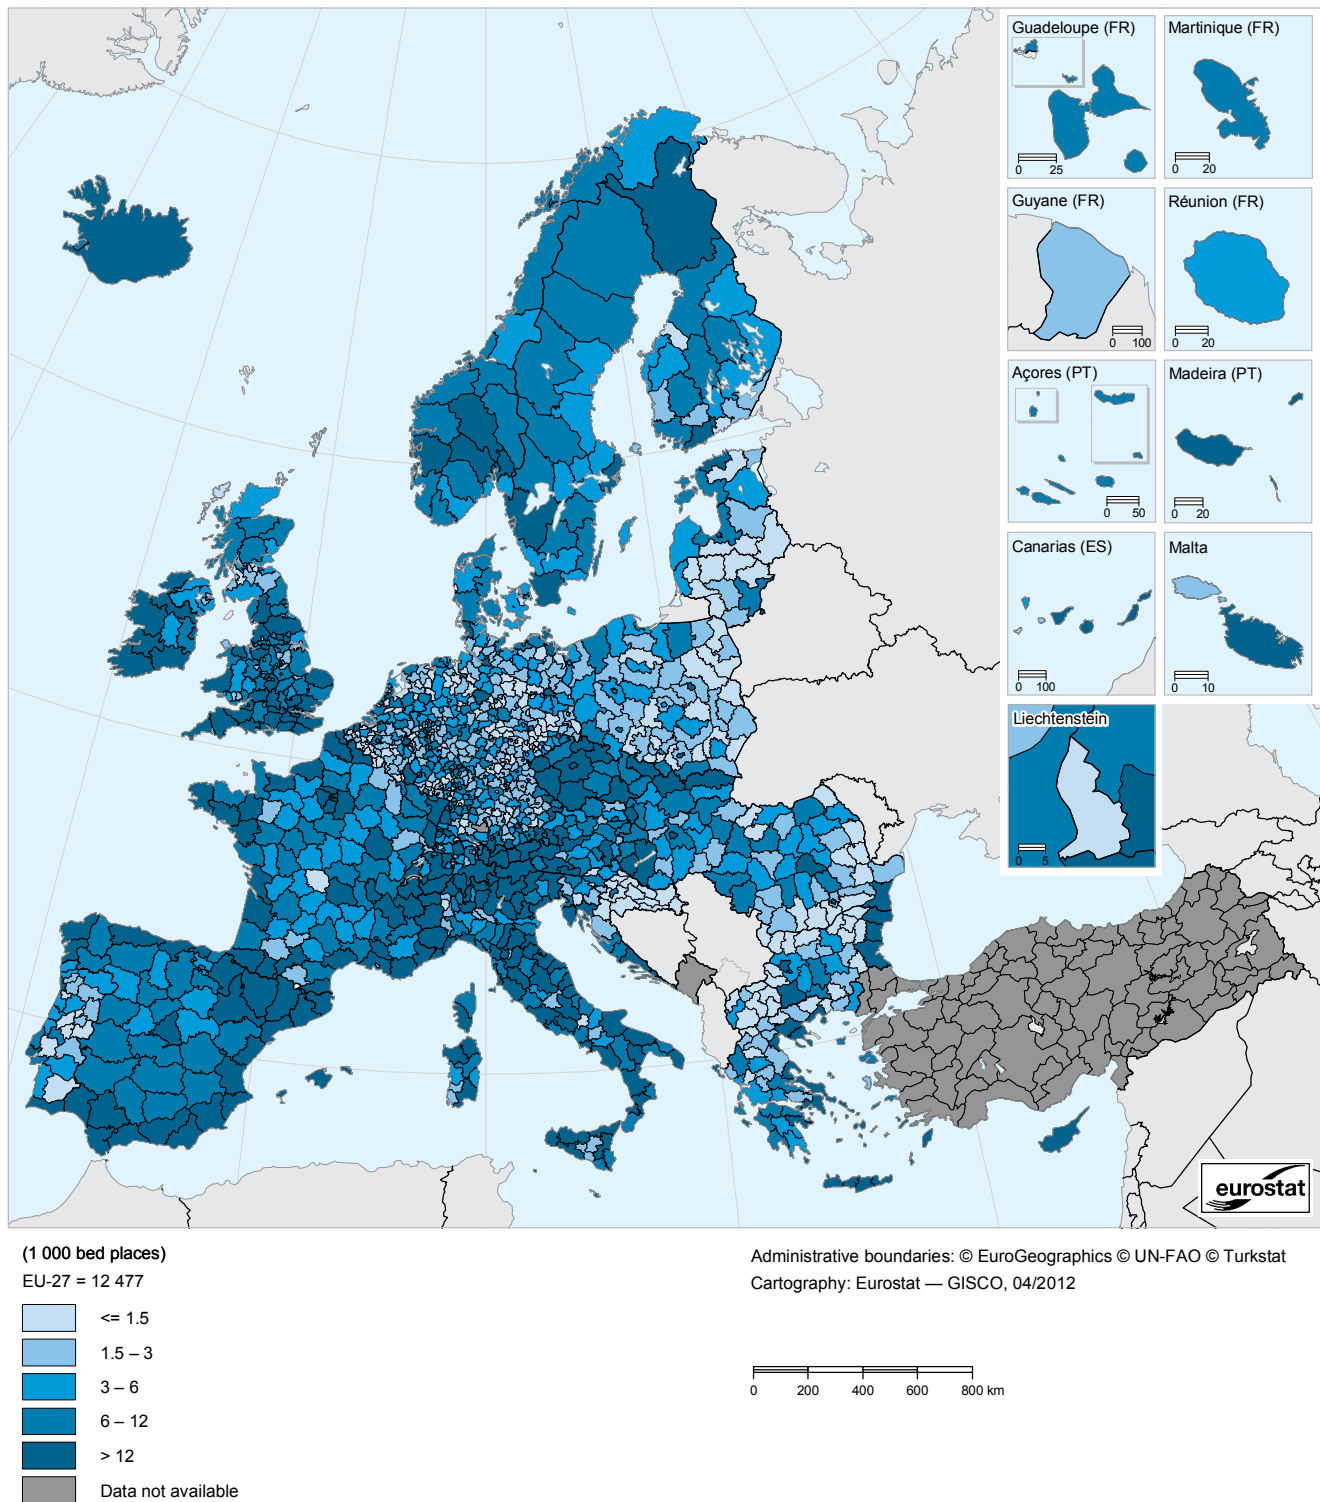 Guadeloupe (FR)
0 25
Martinique (FR)
0 20
Guyane (FR)
0 100
Réunion (FR)
0 20
Açores (PT)
0 50
Madeira (PT)
0 20
Canarias (ES)
0 100
Malta
0 10
Liechtenstein
0 5
eurostat
(1 000 bed places)
EU-27 = 12 477
<= 1.5
1.5 – 3
3 – 6
6 – 12
> 12
Data not available
Administrative boundaries: © EuroGeographics © UN-FAO © Turkstat
Cartography: Eurostat — GISCO, 04/2012
0 200 400 600 800 km